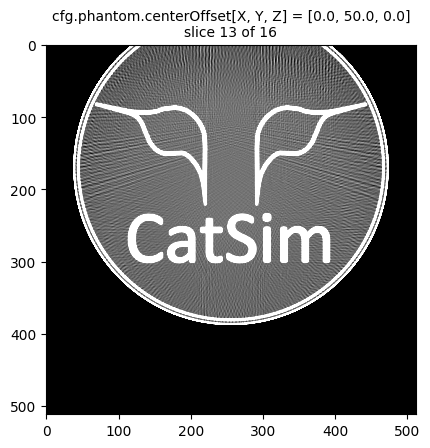 cfg.phantom.centerOffset[X, Y, Z] = [0.0, 50.0, 0.0]
slice 13 of 16
0
100
200
300
400
500
CatSim
0 100 200 300 400 500